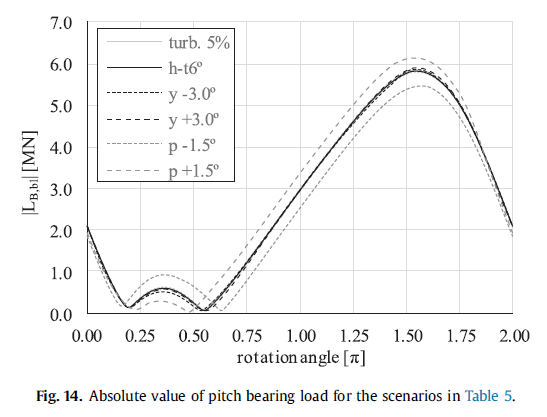 7.0
6.0
5.0
4.0
3.0
2.0
1.0
0.0
|L_B,bl| [MN]
turb. 5%
h-t6º
y -3.0º
y +3.0º
p -1.5º
p +1.5º
0.00 0.25 0.50 0.75 1.00 1.25 1.50 1.75 2.00
rotation angle [π]
Fig. 14. Absolute value of pitch bearing load for the scenarios in Table 5.